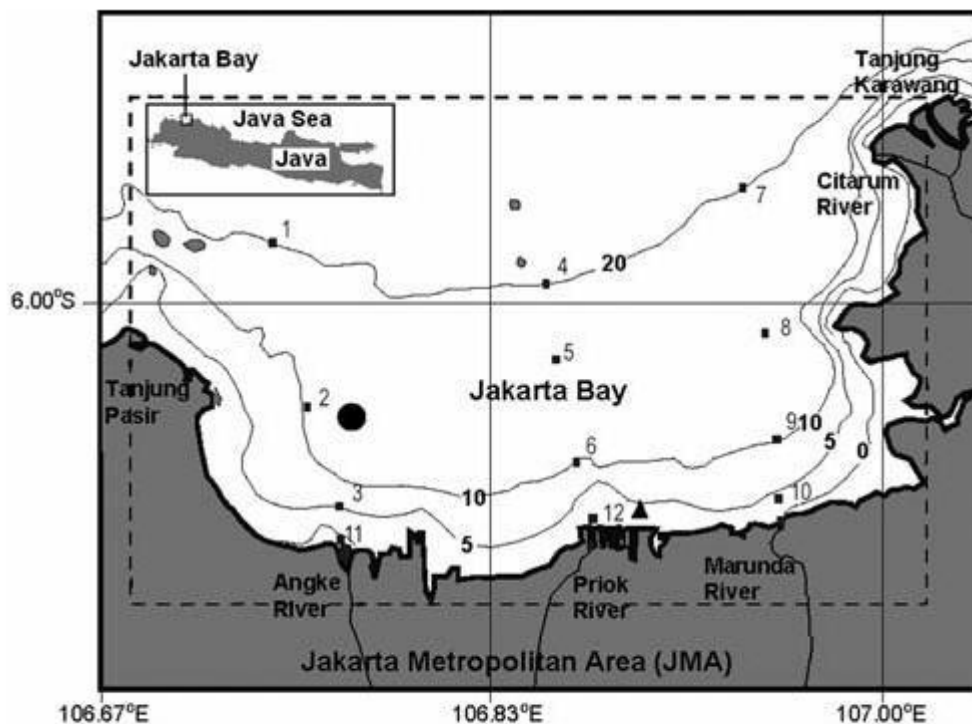 Jakarta Bay
Java Sea
Java
Tanjung
Karawang
Citarum
River
7
1
4
20
6.00°S
8
5
Tanjung
Pasir
2
Jakarta Bay
10
9
5
0
6
10
3
10
12
5
11
Angke
River
Priok
River
Marunda
River
Jakarta Metropolitan Area (JMA)
106.67°E
106.83°E
107.00°E